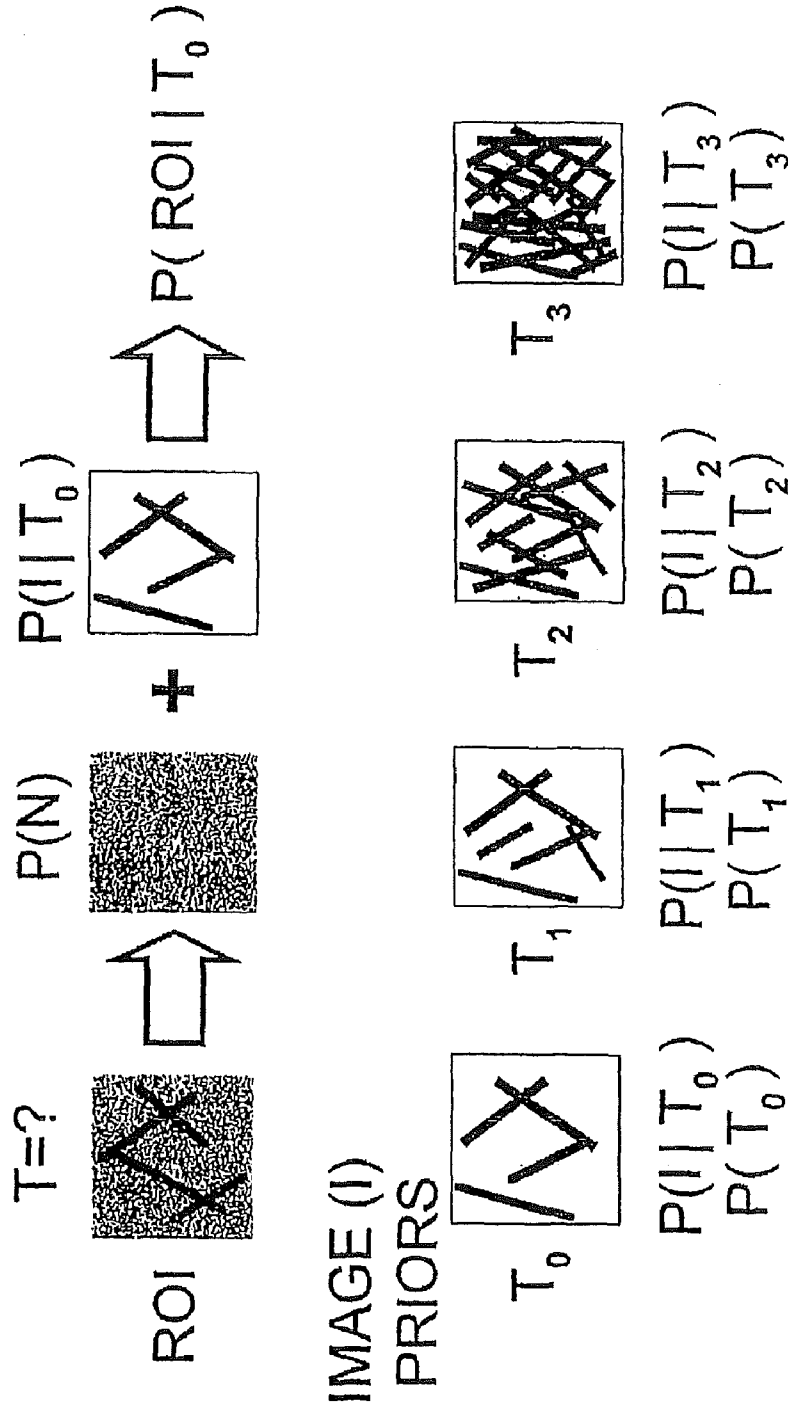 T=?
P(N)
P(I | T0)
ROI
+
P( ROI | T0 )
IMAGE (I)
PRIORS
T0
T1
T2
T3
P(I | T0 )
P( T0 )
P(I | T1 )
P( T1 )
P(I | T2 )
P( T2 )
P(I | T3 )
P( T3 )